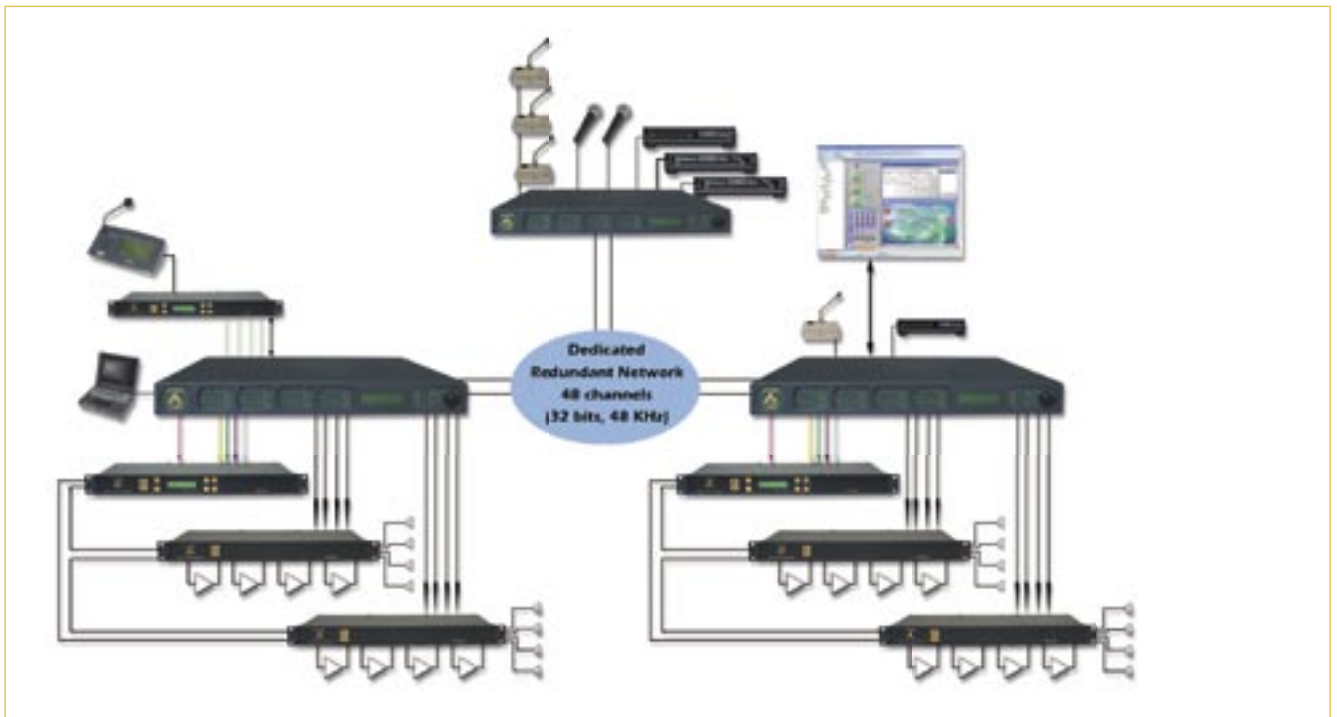 Dedicated
Redundant Network
48 channels
(32 bits, 48 KHz)